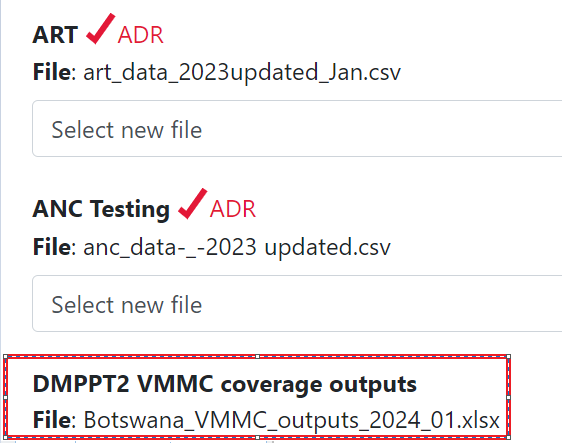 ART ADR
File: art_data_2023updated_Jan.csv
Select new file
ANC Testing ADR
File: anc_data-_-2023 updated.csv
Select new file
DMPPT2 VMMC coverage outputs
File: Botswana_VMMC_outputs_2024_01.xlsx